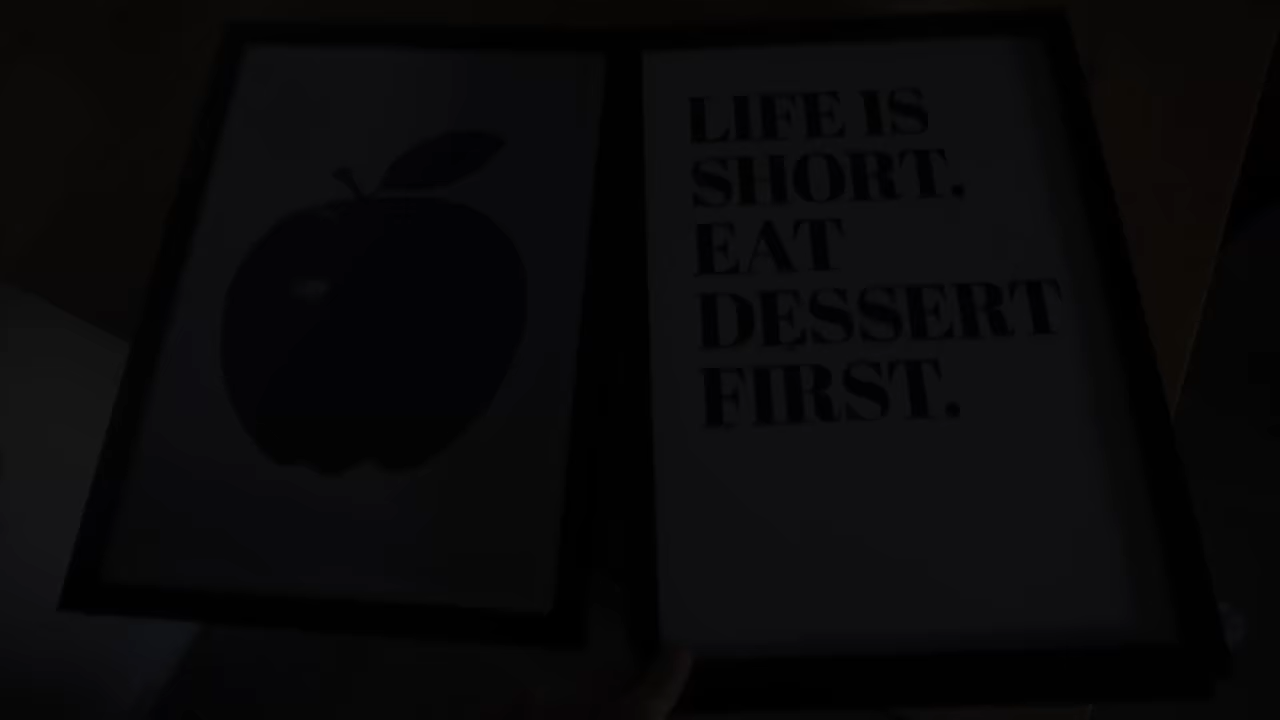 LIFE IS
SHORT.
EAT
DESSERT
FIRST.